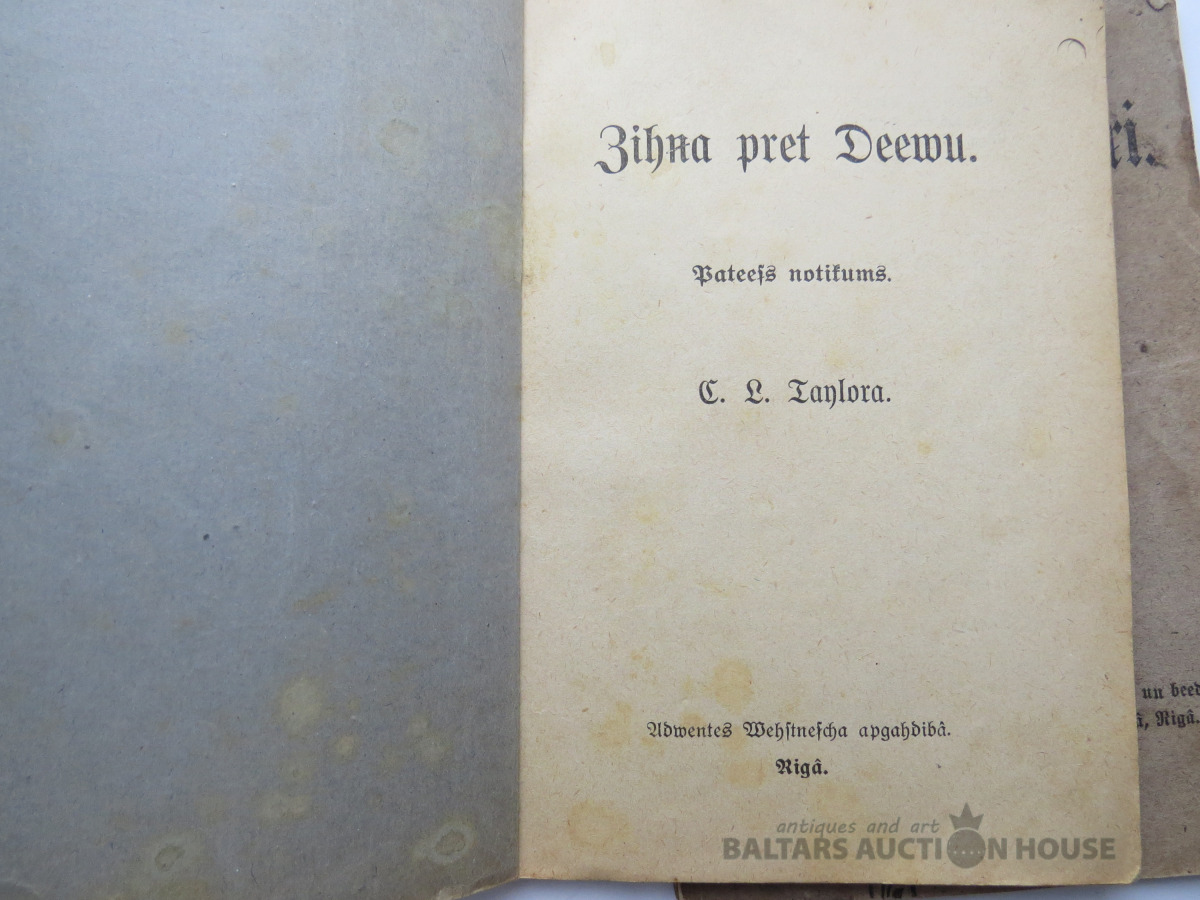 Zihņa pret Deewu.
Pateeſs notikums.
C. L. Taylora.
Adwentes Wehſtneſcha apgahdibâ.
Rigâ.
ri.
un beed
â, Rigâ.
antiques and art
BALTARS AUCTION HOUSE